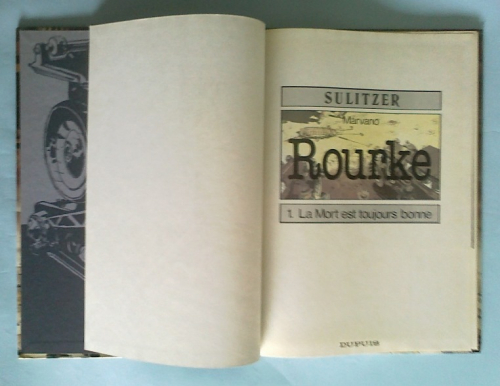 SULITZER
Marvano
Rourke
1. La Mort est toujours bonne
DUPUIS